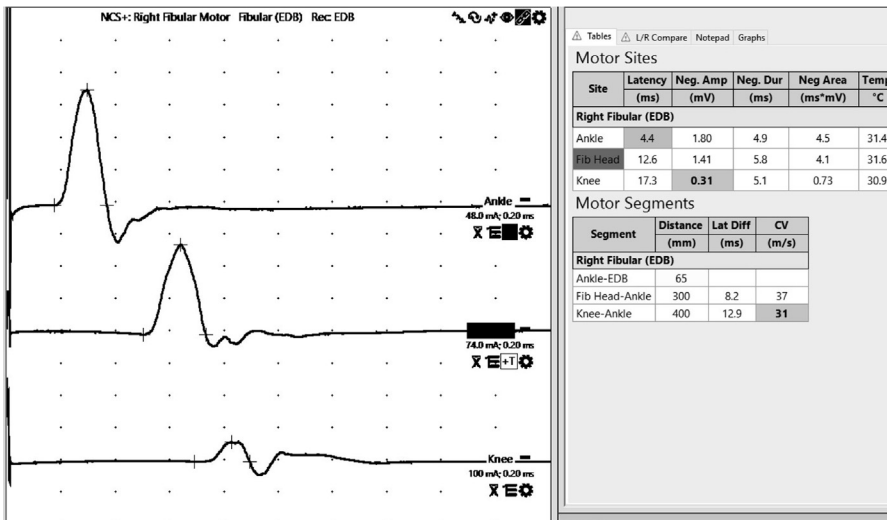 NCS+: Right Fibular Motor Fibular (EDB) Rec: EDB
Ankle
48.0 mA; 0.20 ms
74.0 mA; 0.20 ms
+T
Knee
100 mA; 0.20 ms
Tables L/R Compare Notepad Graphs
Motor Sites
Site Latency Neg. Amp Neg. Dur Neg Area Temp
(ms) (mV) (ms) (ms*mV) °C
Right Fibular (EDB)
Ankle 4.4 1.80 4.9 4.5 31.4
Fib Head 12.6 1.41 5.8 4.1 31.6
Knee 17.3 0.31 5.1 0.73 30.9
Motor Segments
Segment Distance Lat Diff CV
(mm) (ms) (m/s)
Right Fibular (EDB)
Ankle-EDB 65
Fib Head-Ankle 300 8.2 37
Knee-Ankle 400 12.9 31